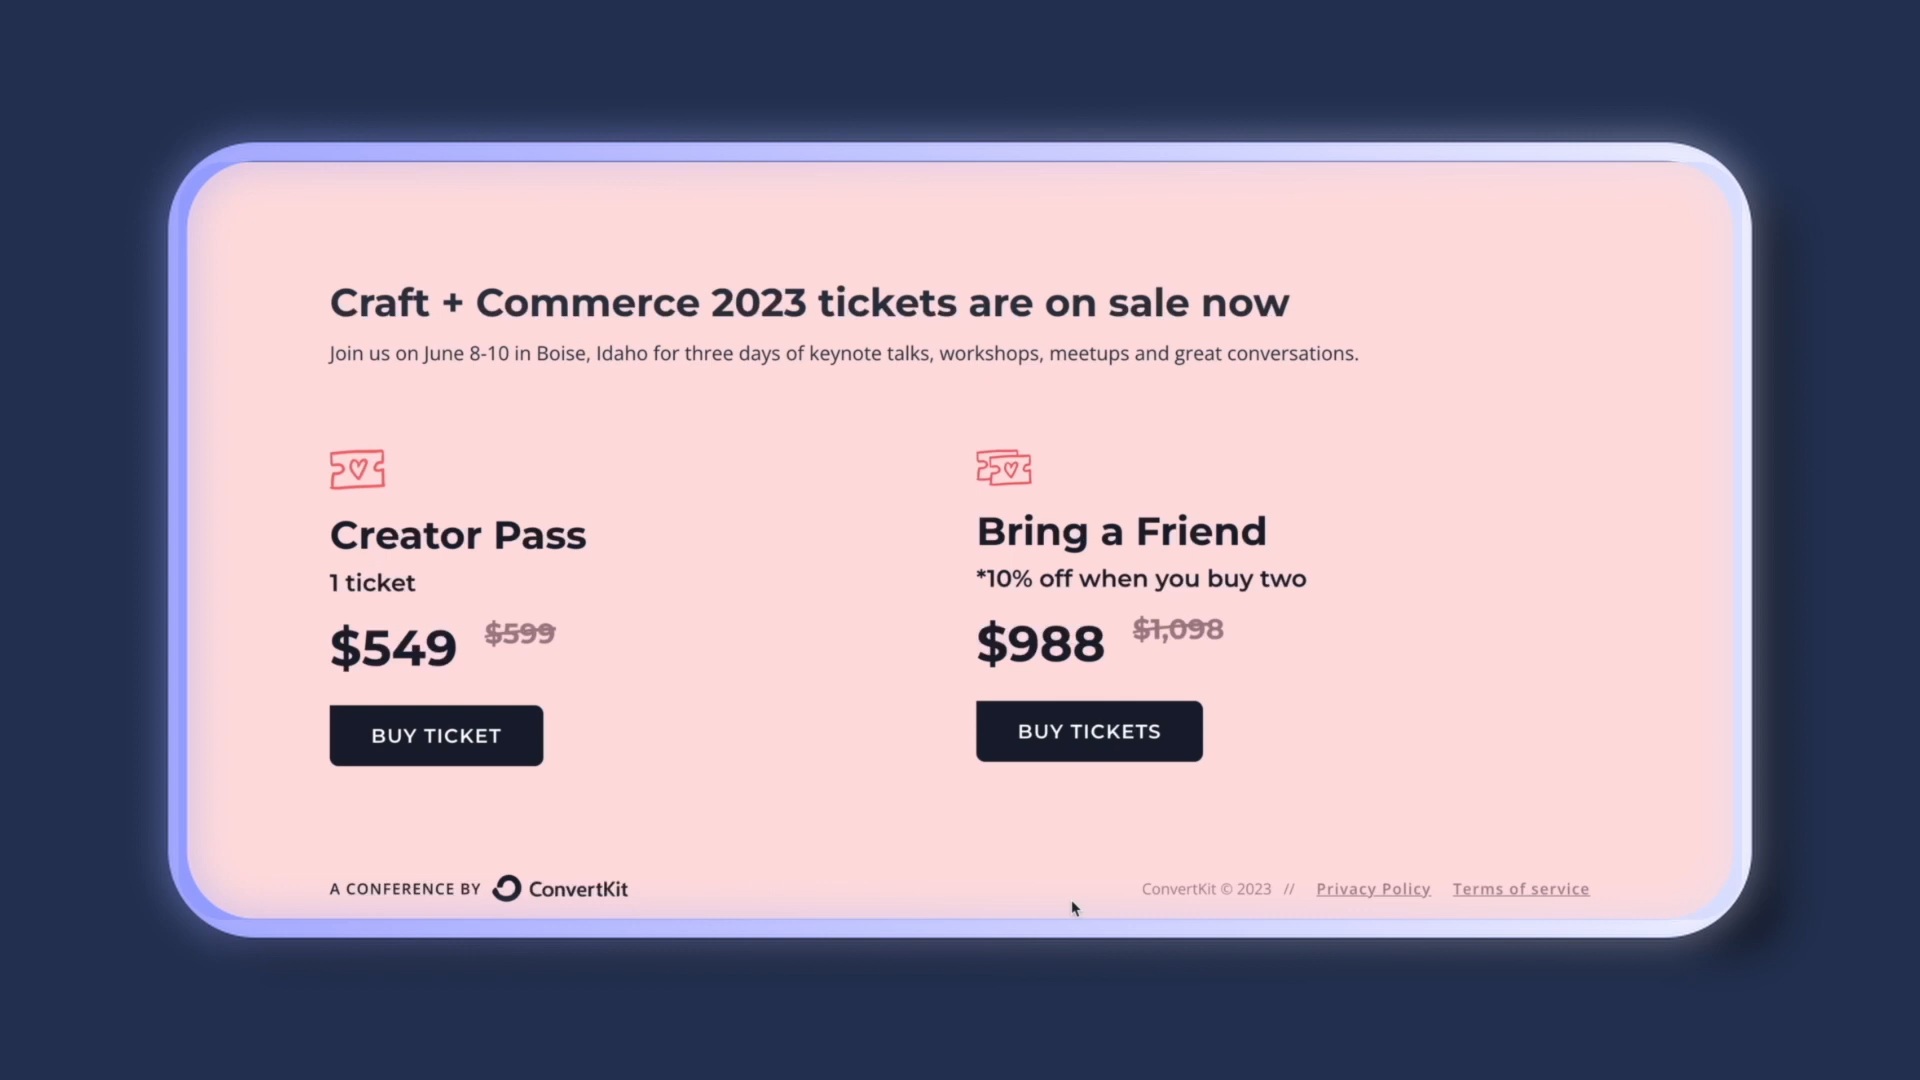 Craft + Commerce 2023 tickets are on sale now
Join us on June 8-10 in Boise, Idaho for three days of keynote talks, workshops, meetups and great conversations.
Creator Pass
1 ticket
$549 $599
BUY TICKET
Bring a Friend
*10% off when you buy two
$988 $1,098
BUY TICKETS
A CONFERENCE BY ConvertKit
ConvertKit © 2023 // Privacy Policy Terms of service